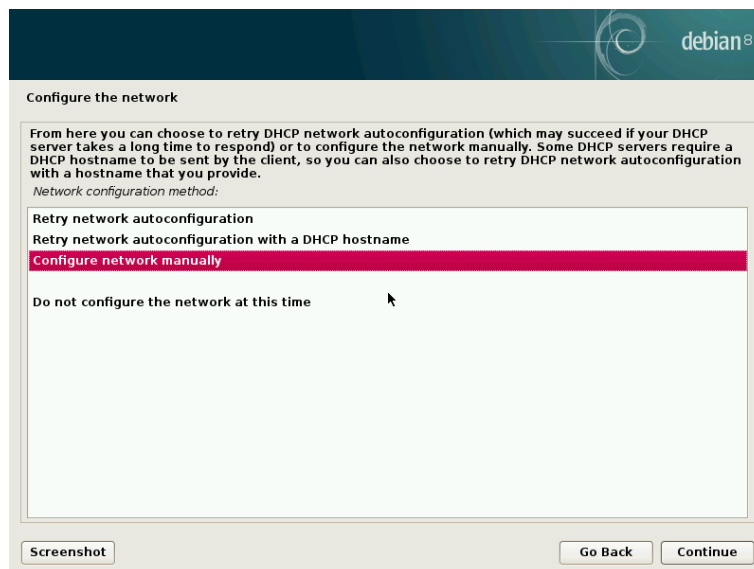 debian 8
Configure the network
From here you can choose to retry DHCP network autoconfiguration (which may succeed if your DHCP
server takes a long time to respond) or to configure the network manually. Some DHCP servers require a
DHCP hostname to be sent by the client, so you can also choose to retry DHCP network autoconfiguration
with a hostname that you provide.
Network configuration method:
Retry network autoconfiguration
Retry network autoconfiguration with a DHCP hostname
Configure network manually
Do not configure the network at this time
Screenshot Go Back Continue